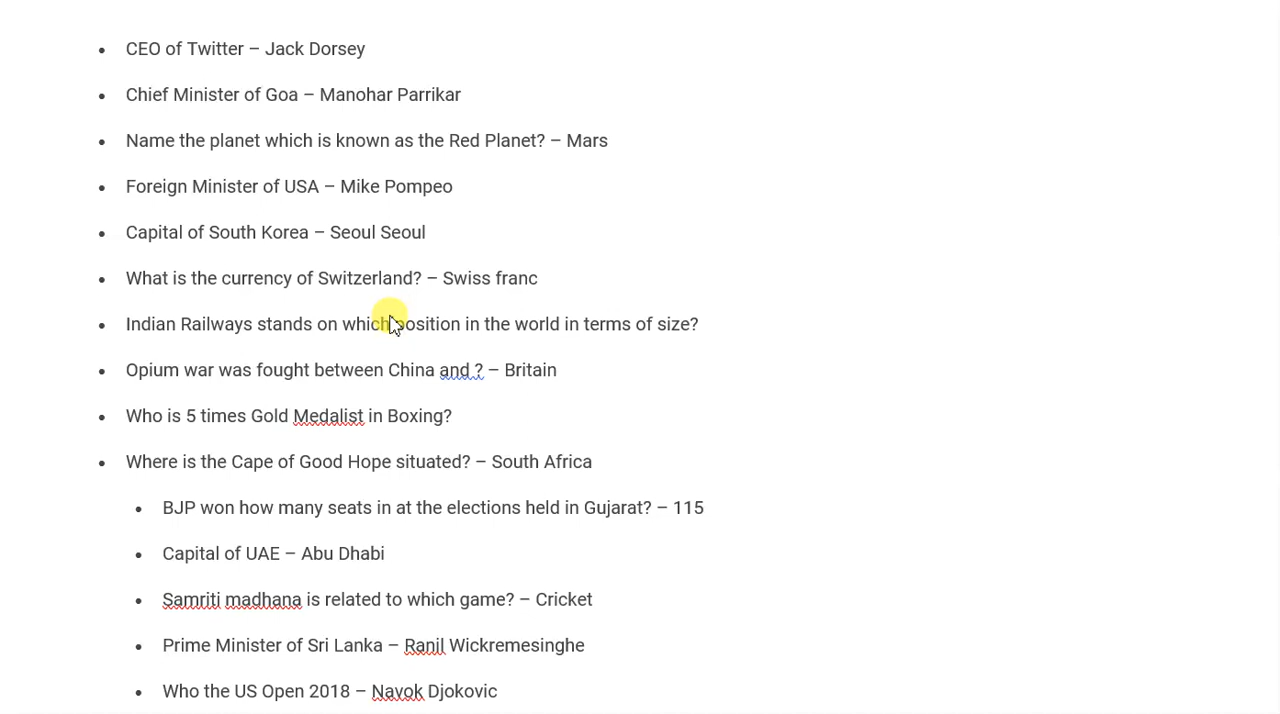 • CEO of Twitter – Jack Dorsey
• Chief Minister of Goa – Manohar Parrikar
• Name the planet which is known as the Red Planet? – Mars
• Foreign Minister of USA – Mike Pompeo
• Capital of South Korea – Seoul Seoul
• What is the currency of Switzerland? – Swiss franc
• Indian Railways stands on which position in the world in terms of size?
• Opium war was fought between China and ? – Britain
• Who is 5 times Gold Medalist in Boxing?
• Where is the Cape of Good Hope situated? – South Africa
• BJP won how many seats in at the elections held in Gujarat? – 115
• Capital of UAE – Abu Dhabi
• Samriti madhana is related to which game? – Cricket
• Prime Minister of Sri Lanka – Ranil Wickremesinghe
• Who the US Open 2018 – Navok Djokovic